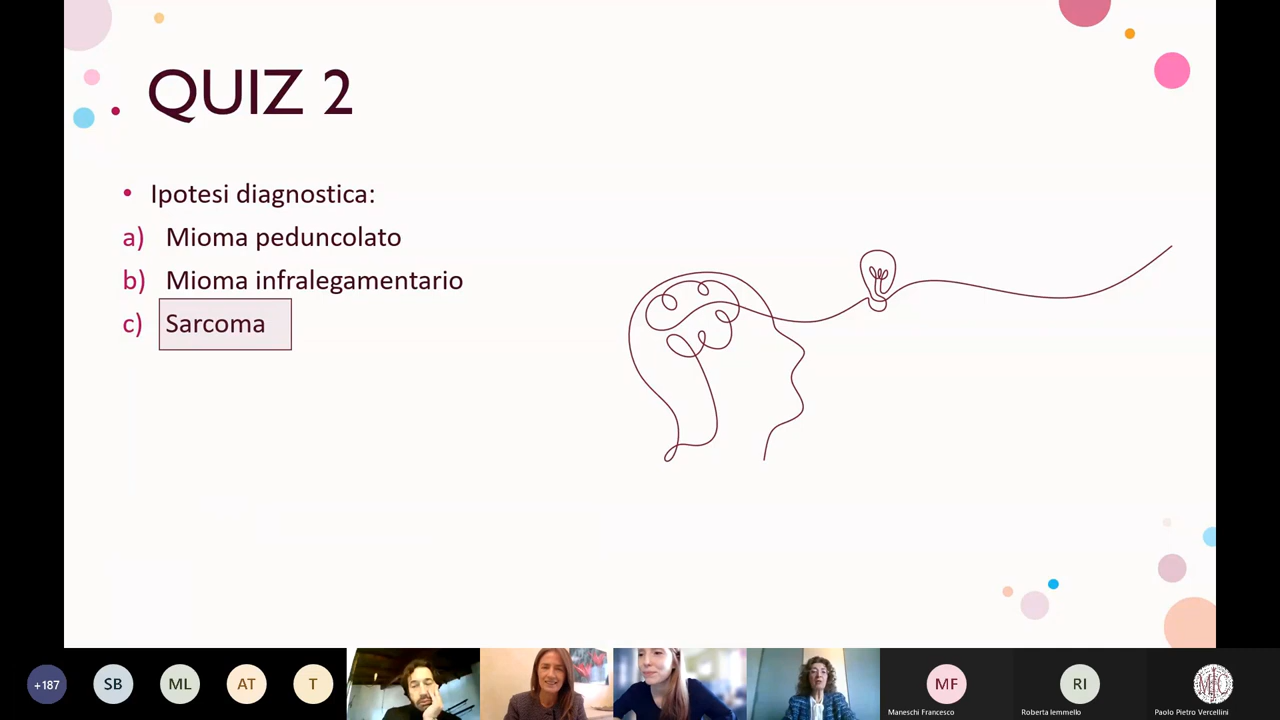 QUIZ 2
• Ipotesi diagnostica:
a) Mioma peduncolato
b) Mioma infralegamentario
c) Sarcoma
+187
SB
ML
AT
T
MF
RI
Maneschi Francesco
Roberta Iemmello
Paolo Pietro Vercellini